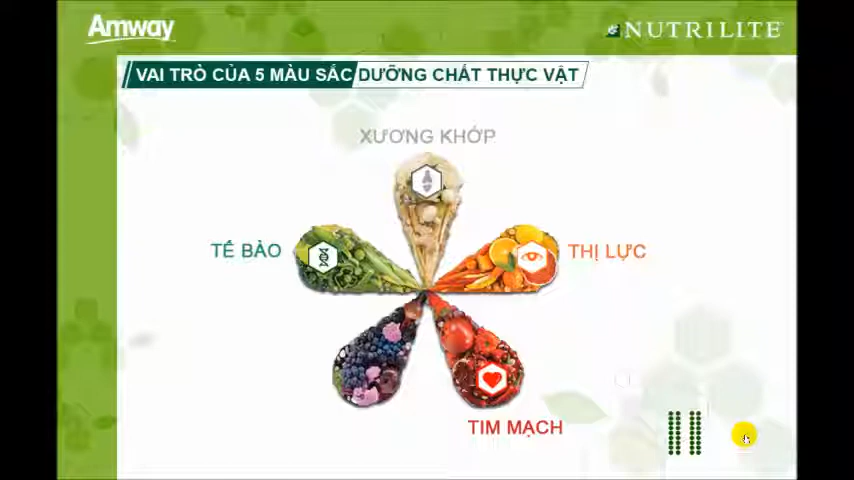 Amway
NUTRILITE
VAI TRÒ CỦA 5 MÀU SẮC DƯỠNG CHẤT THỰC VẬT
XƯƠNG KHỚP
TẾ BÀO
THỊ LỰC
TIM MẠCH